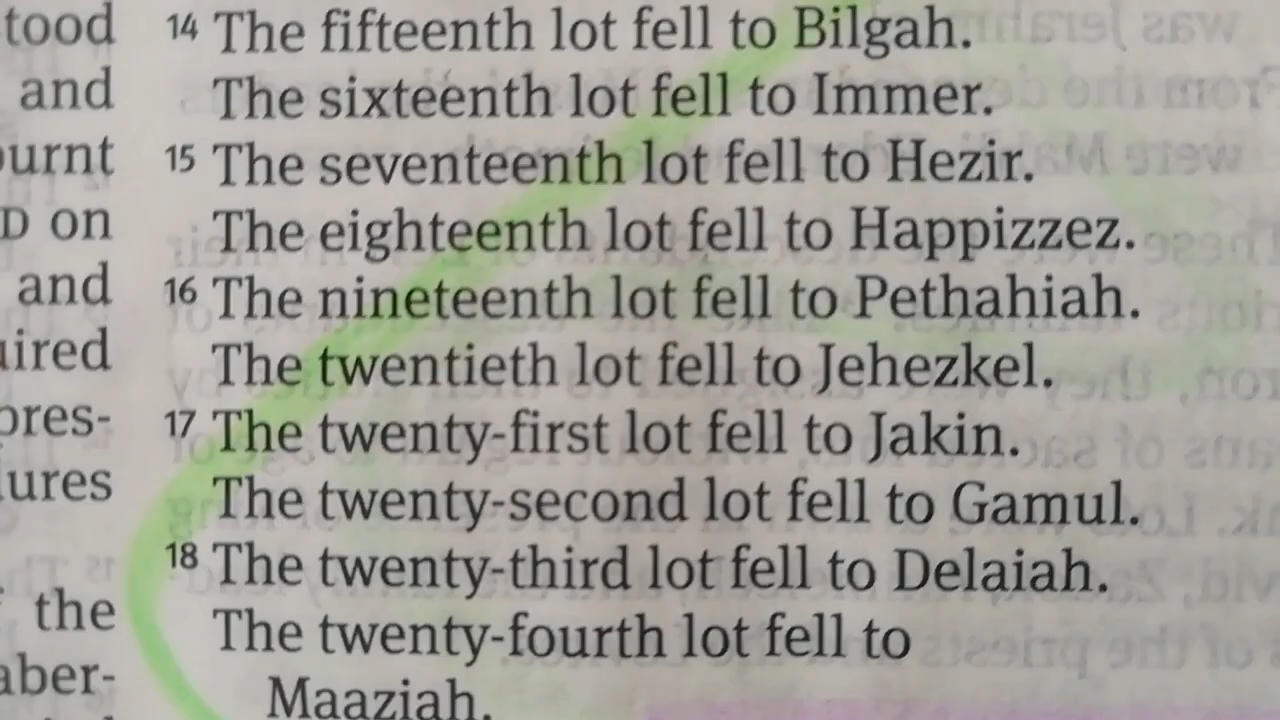 tood
and
urnt
D on
and
ired
pres-
lures
the
aber-
14 The fifteenth lot fell to Bilgah.
The sixteenth lot fell to Immer.
15 The seventeenth lot fell to Hezir.
The eighteenth lot fell to Happizzez.
16 The nineteenth lot fell to Pethahiah.
The twentieth lot fell to Jehezkel.
17 The twenty-first lot fell to Jakin.
The twenty-second lot fell to Gamul.
18 The twenty-third lot fell to Delaiah.
The twenty-fourth lot fell to
Maaziah.